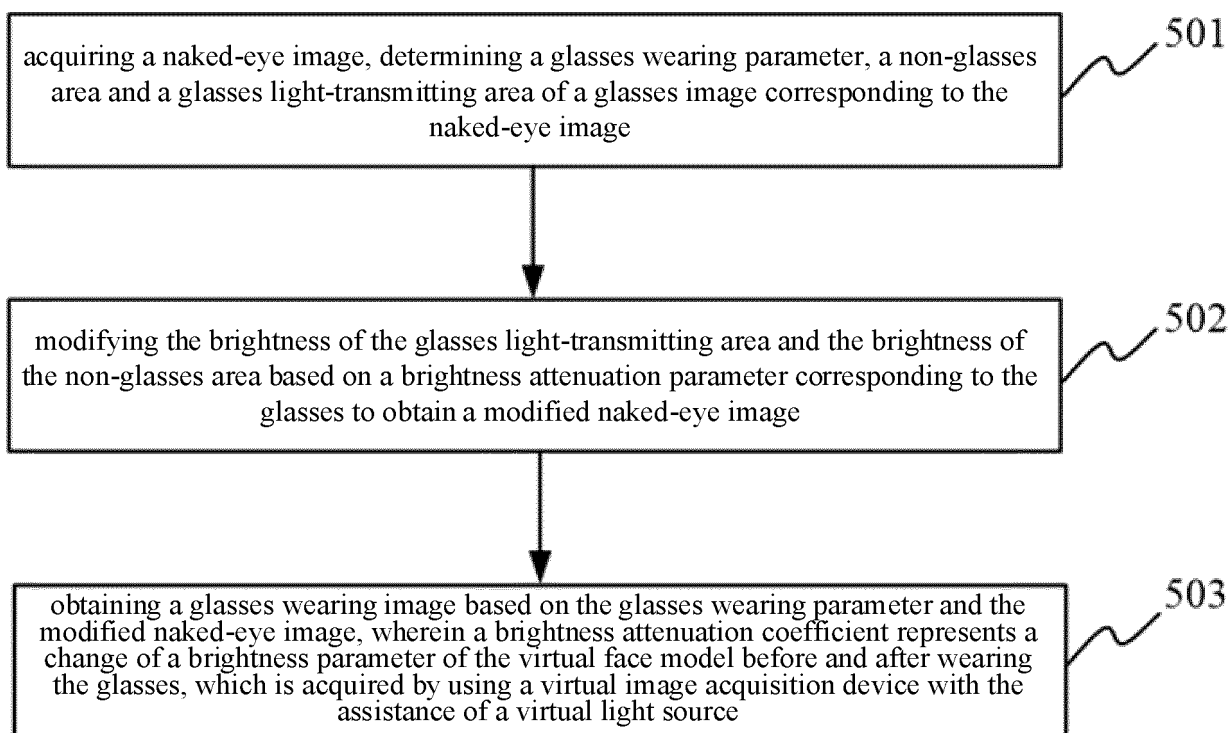 501
acquiring a naked-eye image, determining a glasses wearing parameter, a non-glasses
area and a glasses light-transmitting area of a glasses image corresponding to the
naked-eye image
502
modifying the brightness of the glasses light-transmitting area and the brightness of
the non-glasses area based on a brightness attenuation parameter corresponding to the
glasses to obtain a modified naked-eye image
503
obtaining a glasses wearing image based on the glasses wearing parameter and the
modified naked-eye image, wherein a brightness attenuation coefficient represents a
change of a brightness parameter of the virtual face model before and after wearing
the glasses, which is acquired by using a virtual image acquisition device with the
assistance of a virtual light source